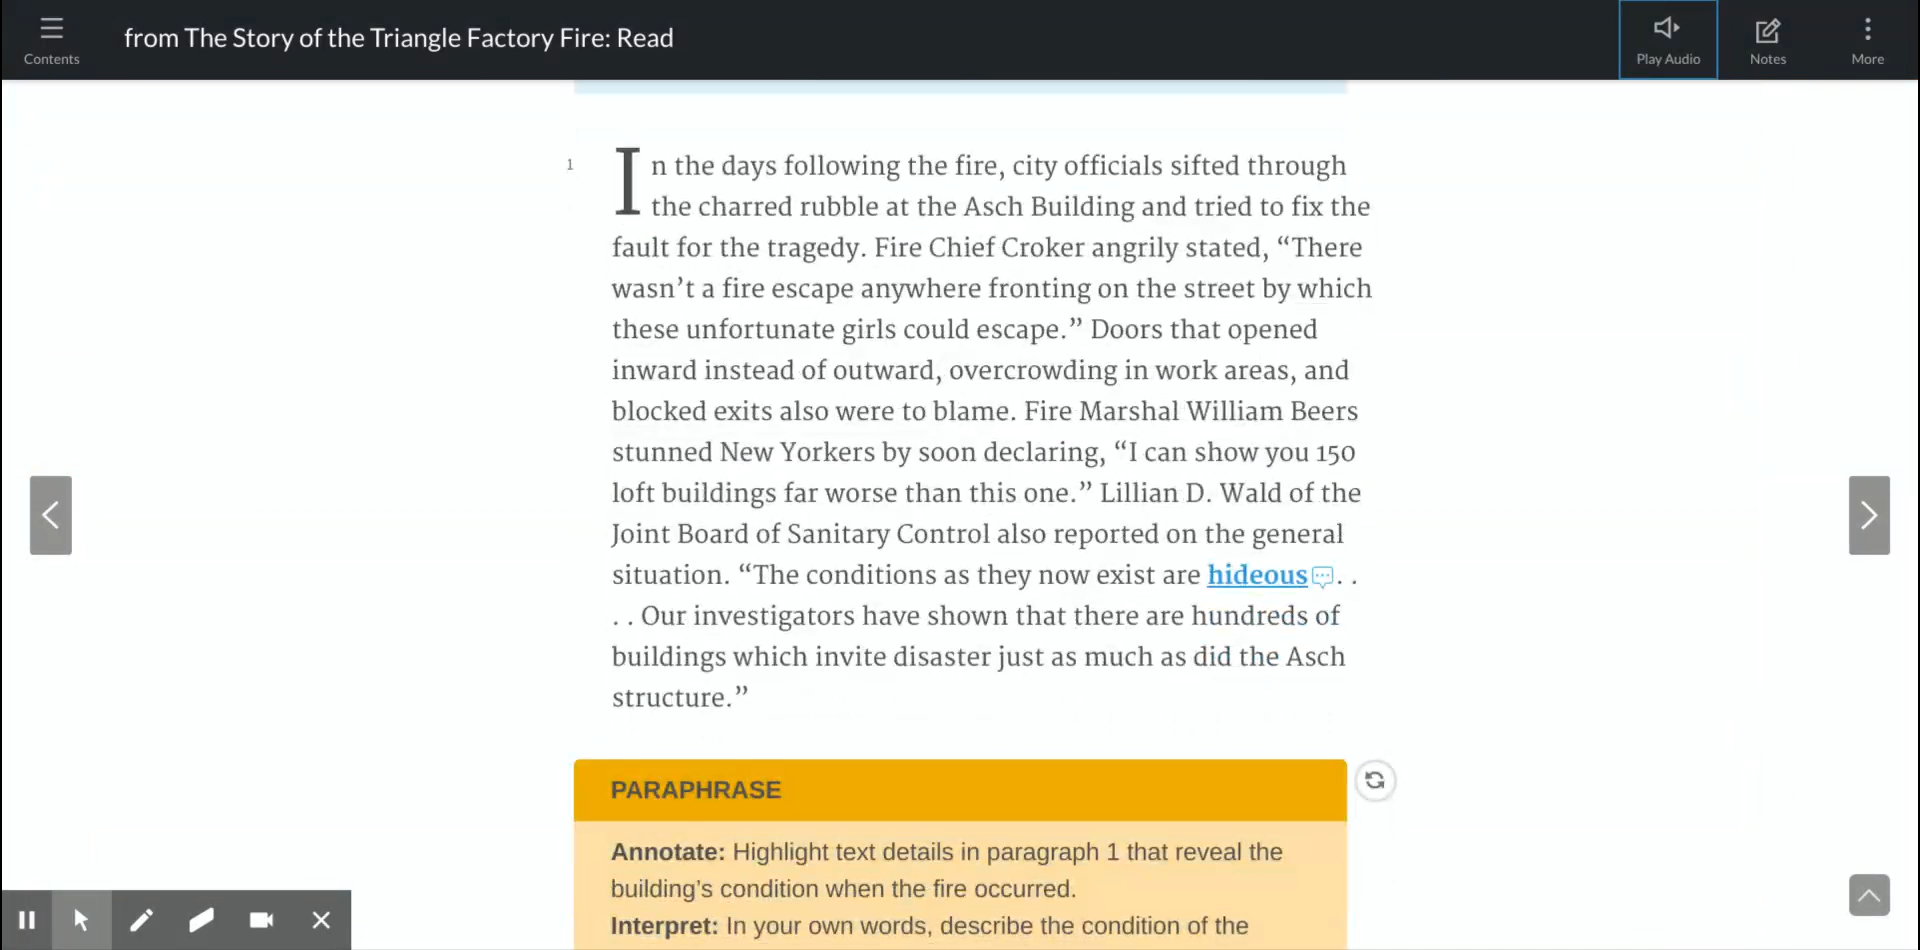 Contents
from The Story of the Triangle Factory Fire: Read
Play Audio
Notes
More
1
In the days following the fire, city officials sifted through
the charred rubble at the Asch Building and tried to fix the
fault for the tragedy. Fire Chief Croker angrily stated, “There
wasn’t a fire escape anywhere fronting on the street by which
these unfortunate girls could escape.” Doors that opened
inward instead of outward, overcrowding in work areas, and
blocked exits also were to blame. Fire Marshal William Beers
stunned New Yorkers by soon declaring, “I can show you 150
loft buildings far worse than this one.” Lillian D. Wald of the
Joint Board of Sanitary Control also reported on the general
situation. “The conditions as they now exist are hideous. .
. . Our investigators have shown that there are hundreds of
buildings which invite disaster just as much as did the Asch
structure.”
PARAPHRASE
Annotate: Highlight text details in paragraph 1 that reveal the
building’s condition when the fire occurred.
Interpret: In your own words, describe the condition of the